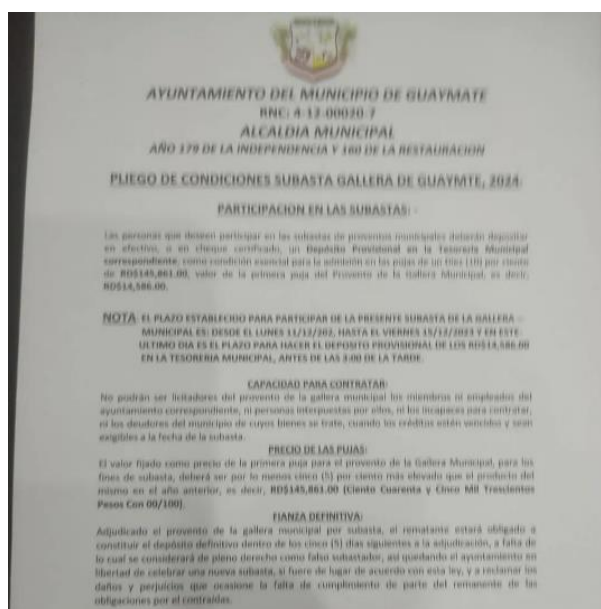 AYUNTAMIENTO DEL MUNICIPIO DE GUAYMATE
RNC: 4-12-00020-7
ALCALDIA MUNICIPAL
AÑO 179 DE LA INDEPENDENCIA Y 160 DE LA RESTAURACION
PLIEGO DE CONDICIONES SUBASTA GALLERA DE GUAYMTE, 2024
PARTICIPACION EN LAS SUBASTAS:
Las personas que deseen participar en las subastas de proventos municipales deberán depositar
en efectivo, o en cheque certificado, un Depósito Provisional en la Tesorería Municipal
correspondiente, como condición esencial para la admisión en las pujas de un Diez (10) por ciento
de RD$145,861.00, valor de la primera puja del Provento de la Gallera Municipal, es decir,
RD$14,586.00.
NOTA: EL PLAZO ESTABLECIDO PARA PARTICIPAR DE LA PRESENTE SUBASTA DE LA GALLERA
MUNICIPAL ES: DESDE EL LUNES 11/12/202, HASTA EL VIERNES 15/12/2023 Y EN ESTE
ULTIMO DIA ES EL PLAZO PARA HACER EL DEPOSITO PROVISIONAL DE LOS RD$14,586.00
EN LA TESORERIA MUNICIPAL, ANTES DE LAS 3:00 DE LA TARDE.
CAPACIDAD PARA CONTRATAR:
No podrán ser licitadores del provento de la gallera municipal los miembros ni empleados del
ayuntamiento correspondiente, ni personas interpuestas por ellos, ni los incapaces para contratar,
ni los deudores del municipio de cuyos bienes se trate, cuando los créditos estén vencidos y sean
exigibles a la fecha de la subasta.
PRECIO DE LAS PUJAS:
El valor fijado como precio de la primera puja para el provento de la Gallera Municipal, para los
fines de subasta, deberá ser por lo menos cinco (5) por ciento más elevado que el producto del
mismo en el año anterior, es decir, RD$145,861.00 (Ciento Cuarenta y Cinco Mil Trescientos
Pesos Con 00/100).
FIANZA DEFINITIVA:
Adjudicado el provento de la gallera municipal por subasta, el rematante estará obligado a
constituir el depósito definitivo dentro de los cinco (5) días siguientes a la adjudicación, a falta de
lo cual se considerará de pleno derecho como falso subastador, así quedando el ayuntamiento en
libertad de celebrar una nueva subasta, si fuere de lugar de acuerdo con esta ley, y a reclamar los
daños y perjuicios que ocasione la falta de cumplimiento de parte del remanente de las
obligaciones por el contraídas.